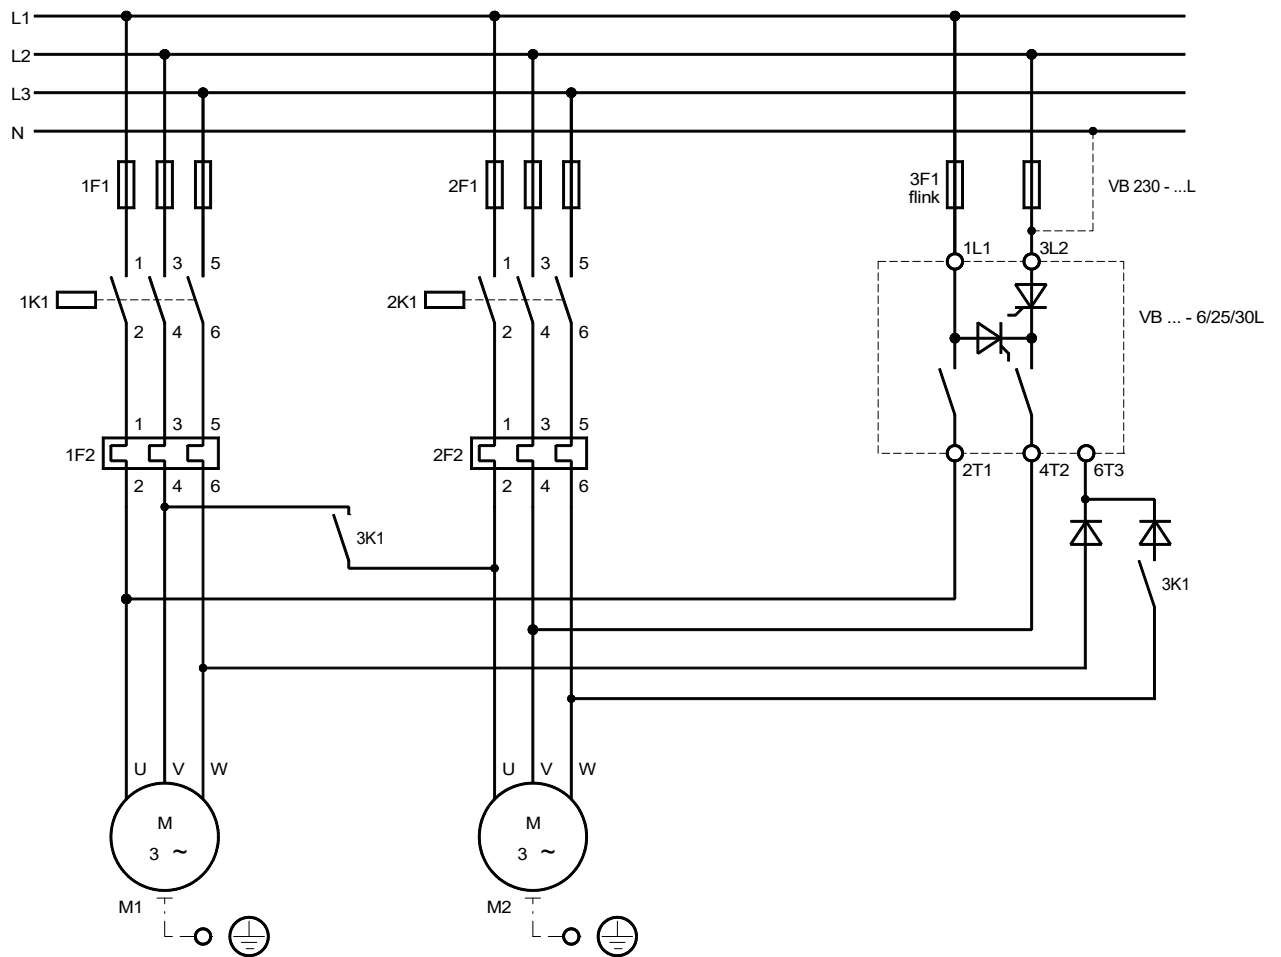 L1
L2
L3
N
1F1
2F1
3F1
flink
VB 230 - ...L
1 3 5
1 3 5
1L1 3L2
1K1
2K1
VB ... - 6/25/30L
2 4 6
2 4 6
1 3 5
1 3 5
1F2
2F2
2T1 4T2 6T3
2 4 6
2 4 6
3K1
3K1
U V W
U V W
M
3 ~
M
3 ~
M1
M2